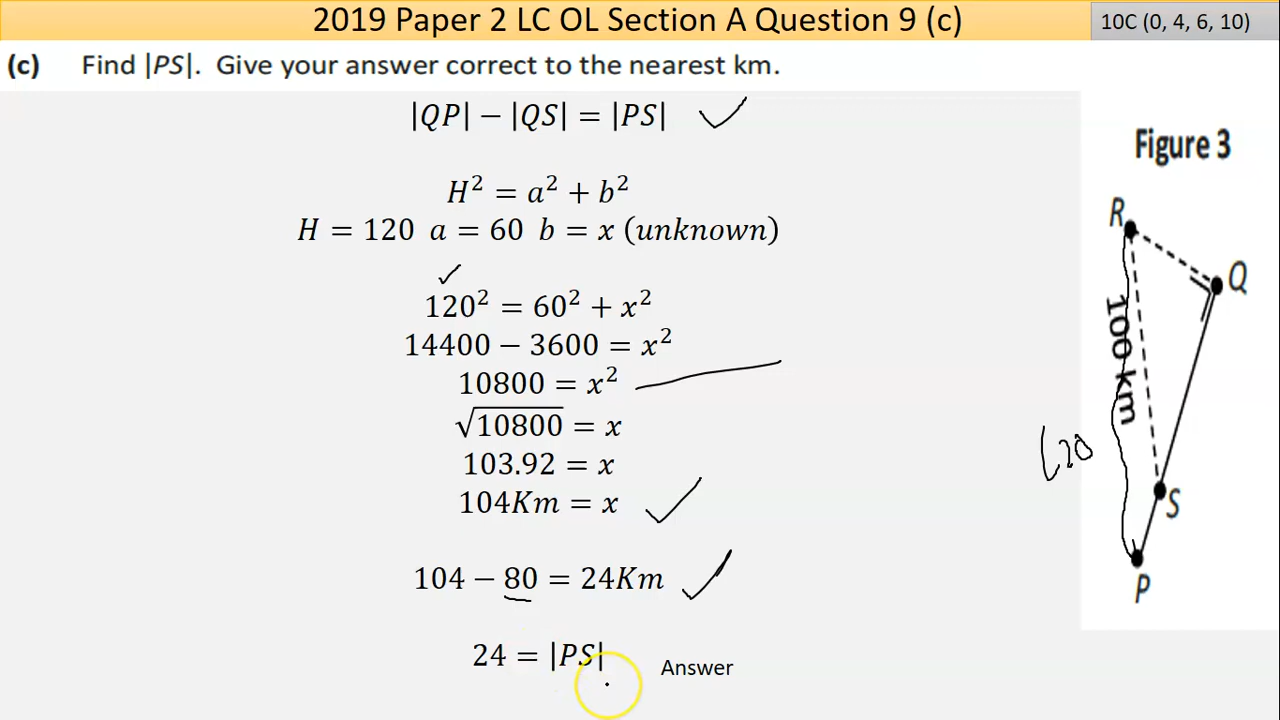 2019 Paper 2 LC OL Section A Question 9 (c)
10C (0, 4, 6, 10)
(c) Find |PS|. Give your answer correct to the nearest km.
|QP| − |QS| = |PS|
H² = a² + b²
H = 120 a = 60 b = x (unknown)
120² = 60² + x²
14400 − 3600 = x²
10800 = x²
√10800 = x
103.92 = x
104Km = x
104 − 80 = 24Km
24 = |PS|
Answer
Figure 3
R
Q
100 km
120
S
P